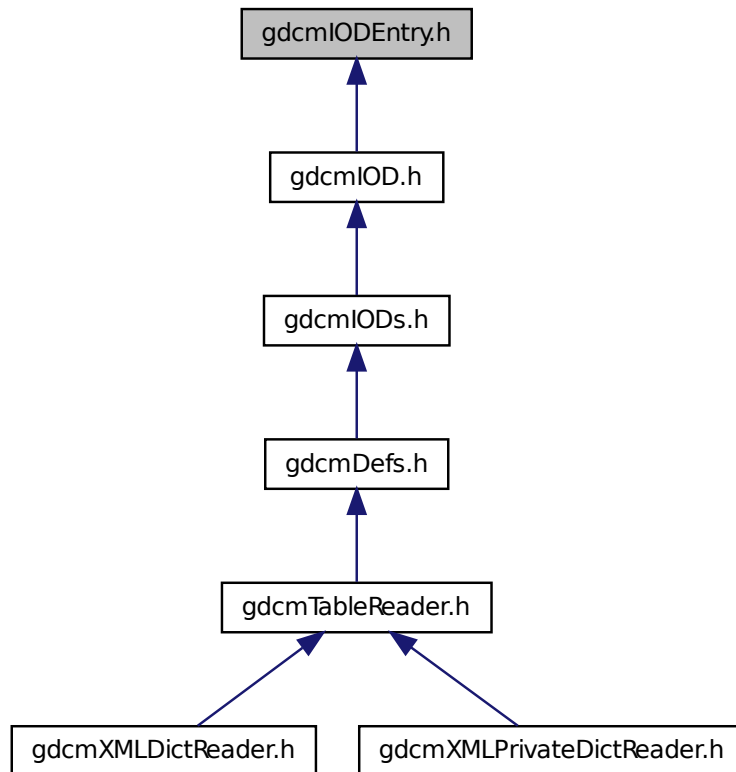 gdcmIODEntry.h
gdcmIOD.h
gdcmIODs.h
gdcmDefs.h
gdcmTableReader.h
gdcmXMLDictReader.h
gdcmXMLPrivateDictReader.h